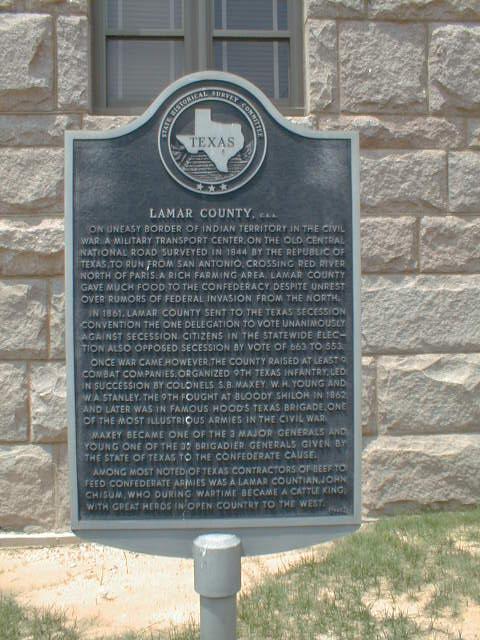 STATE HISTORICAL SURVEY COMMITTEE
TEXAS
LAMAR COUNTY, C.S.A.
ON UNEASY BORDER OF INDIAN TERRITORY IN THE CIVIL
WAR. A MILITARY TRANSPORT CENTER, ON THE OLD CENTRAL
NATIONAL ROAD SURVEYED IN 1844 BY THE REPUBLIC OF
TEXAS, TO RUN FROM SAN ANTONIO, CROSSING RED RIVER
NORTH OF PARIS. A RICH FARMING AREA, LAMAR COUNTY
GAVE MUCH FOOD TO THE CONFEDERACY, DESPITE UNREST
OVER RUMORS OF FEDERAL INVASION FROM THE NORTH.
IN 1861, LAMAR COUNTY SENT TO THE TEXAS SECESSION
CONVENTION THE ONE DELEGATION TO VOTE UNANIMOUSLY
AGAINST SECESSION. CITIZENS IN THE STATEWIDE ELEC-
TION ALSO OPPOSED SECESSION BY VOTE OF 663 TO 553.
ONCE WAR CAME, HOWEVER, THE COUNTY RAISED AT LEAST 9
COMBAT COMPANIES, ORGANIZED 9TH TEXAS INFANTRY, LED
IN SUCCESSION BY COLONELS S.B. MAXEY, W.H. YOUNG AND
W.A. STANLEY. THE 9TH FOUGHT AT BLOODY SHILOH IN 1862,
AND LATER WAS IN FAMOUS HOOD'S TEXAS BRIGADE, ONE
OF THE MOST ILLUSTRIOUS ARMIES IN THE CIVIL WAR.
MAXEY BECAME ONE OF THE 3 MAJOR GENERALS AND
YOUNG ONE OF THE 32 BRIGADIER GENERALS GIVEN BY
THE STATE OF TEXAS TO THE CONFEDERATE CAUSE.
AMONG MOST NOTED OF TEXAS CONTRACTORS OF BEEF TO
FEED CONFEDERATE ARMIES WAS A LAMAR COUNTIAN, JOHN
CHISUM, WHO DURING WARTIME BECAME A CATTLE KING,
WITH GREAT HERDS IN OPEN COUNTRY TO THE WEST.